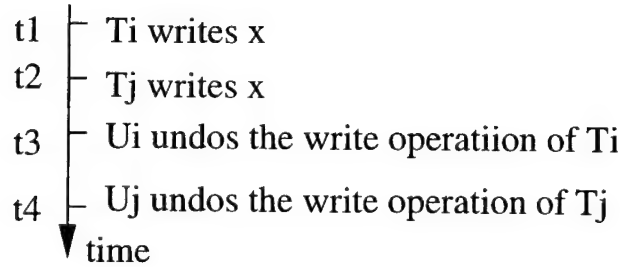 t1 Ti writes x
t2 Tj writes x
t3 Ui undos the write operatiion of Ti
t4 Uj undos the write operation of Tj
time